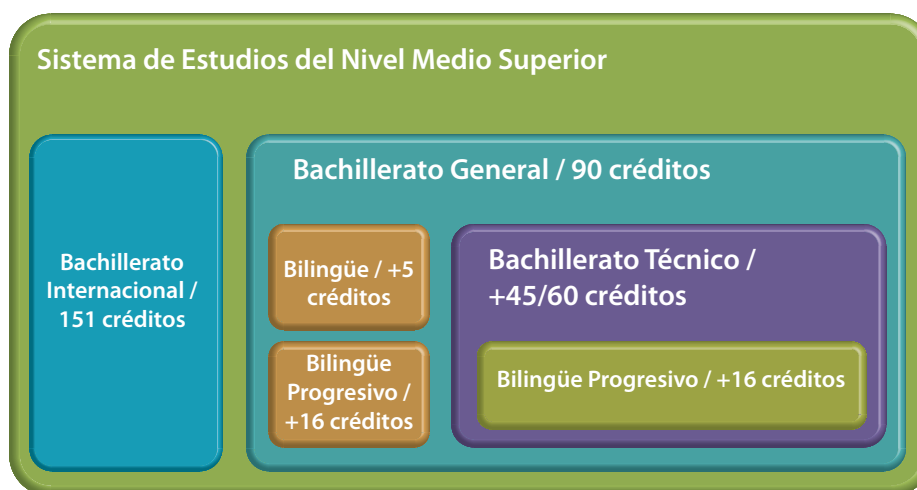 Sistema de Estudios del Nivel Medio Superior
Bachillerato
Internacional /
151 créditos
Bachillerato General / 90 créditos
Bilingüe / +5
créditos
Bilingüe
Progresivo /
+16 créditos
Bachillerato Técnico /
+45/60 créditos
Bilingüe Progresivo / +16 créditos